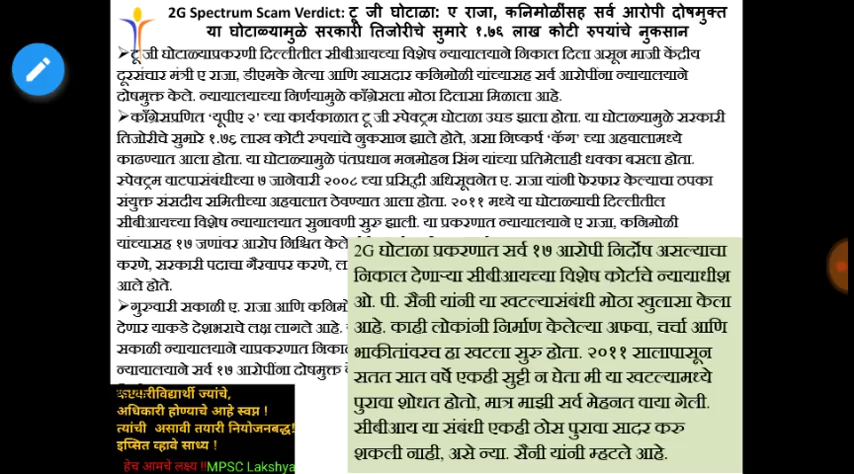 2G Spectrum Scam Verdict: टू जी घोटाळा: ए राजा, कनिमोळींसह सर्व आरोपी दोषमुक्त
या घोटाळ्यामुळे सरकारी तिजोरीचे सुमारे १.७६ लाख कोटी रुपयांचे नुकसान
➢टू जी घोटाळ्याप्रकरणी दिल्लीतील सीबीआयच्या विशेष न्यायालयाने निकाल दिला असून माजी केंद्रीय
दूरसंचार मंत्री ए राजा, डीएमके नेत्या आणि खासदार कनिमोळी यांच्यासह सर्व आरोपींना न्यायालयाने
दोषमुक्त केले. न्यायालयाच्या निर्णयामुळे काँग्रेसला मोठा दिलासा मिळाला आहे.
➢काँग्रेसप्रणित 'यूपीए २' च्या कार्यकाळात टू जी स्पेक्ट्रम घोटाळा उघड झाला होता. या घोटाळ्यामुळे सरकारी
तिजोरीचे सुमारे १.७६ लाख कोटी रुपयांचे नुकसान झाले होते, असा निष्कर्ष 'कॅग' च्या अहवालामध्ये
काढण्यात आला होता. या घोटाळ्यामुळे पंतप्रधान मनमोहन सिंग यांच्या प्रतिमेलाही धक्का बसला होता.
स्पेक्ट्रम वाटपासंबंधीच्या ७ जानेवारी २००८ च्या प्रसिद्धी अधिसूचनेत ए. राजा यांनी फेरफार केल्याचा ठपका
संयुक्त संसदीय समितीच्या अहवालात ठेवण्यात आला होता. २०११ मध्ये या घोटाळ्याची दिल्लीतील
सीबीआयच्या विशेष न्यायालयात सुनावणी सुरु झाली. या प्रकरणात न्यायालयाने ए राजा, कनिमोळी
यांच्यासह १७ जणांवर आरोप निश्चित केले
करणे, सरकारी पदाचा गैरवापर करणे, ला
आले होते.
➢गुरुवारी सकाळी ए. राजा आणि कनिमो
देणार याकडे देशभराचे लक्ष लागले आहे.
सकाळी न्यायालयाने याप्रकरणात निका
न्यायालयाने सर्व १७ आरोपींना दोषमुक्त
2G घोटाळा प्रकरणात सर्व १७ आरोपी निर्दोष असल्याचा
निकाल देणाऱ्या सीबीआयच्या विशेष कोर्टाचे न्यायाधीश
ओ. पी. सैनी यांनी या खटल्यासंबंधी मोठा खुलासा केला
आहे. काही लोकांनी निर्माण केलेल्या अफवा, चर्चा आणि
भाकीतांवरच हा खटला सुरु होता. २०११ सालापासून
सतत सात वर्षे एकही सुट्टी न घेता मी या खटल्यामध्ये
पुरावा शोधत होतो, मात्र माझी सर्व मेहनत वाया गेली.
सीबीआय या संबंधी एकही ठोस पुरावा सादर करु
शकली नाही, असे न्या. सैनी यांनी म्हटले आहे.
कष्टकरीविद्यार्थी ज्यांचे,
अधिकारी होण्याचे आहे स्वप्न !
त्यांची असावी तयारी नियोजनबद्ध!
इप्सित व्हावे साध्य !
हेच आमचे लक्ष्य !!MPSC Lakshya